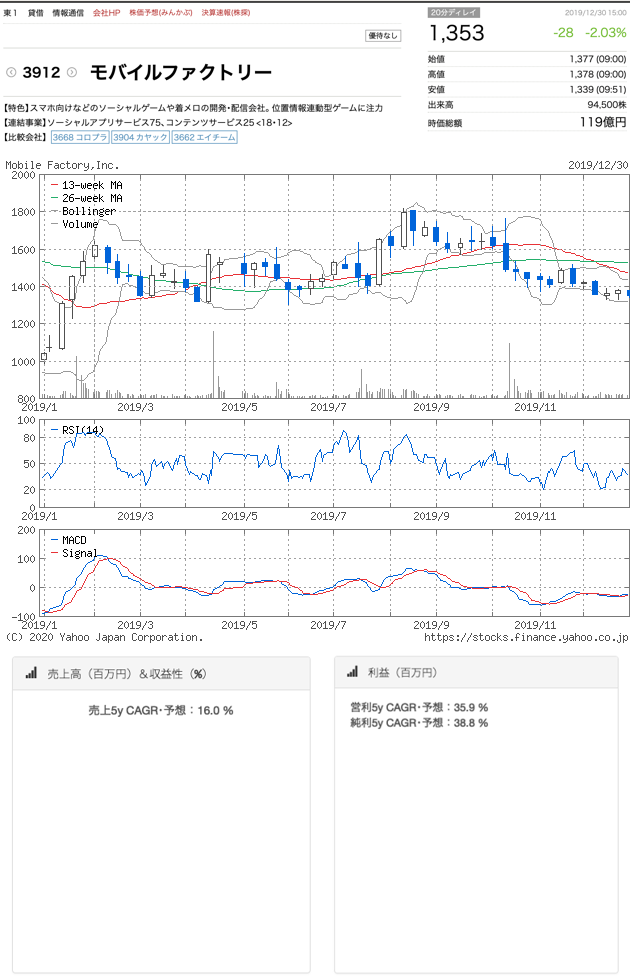 東1 貸借 情報通信 会社HP 株価予想(みんかぶ) 決算速報(株探)
優待なし
3912 モバイルファクトリー
【特色】スマホ向けなどのソーシャルゲームや着メロの開発・配信会社。位置情報連動型ゲームに注力
【連結事業】ソーシャルアプリサービス75、コンテンツサービス25 <18・12>
【比較会社】 3668 コロプラ 3904 カヤック 3662 エイチーム
20分ディレイ 2019/12/30 15:00
1,353 -28 -2.03%
始値 1,377 (09:00)
高値 1,378 (09:00)
安値 1,339 (09:51)
出来高 94,500株
時価総額 119億円
Mobile Factory,Inc. 2019/12/30
2000
1800
1600
1400
1200
1000
800
13-week MA
26-week MA
Bollinger
Volume
2019/1 2019/3 2019/5 2019/7 2019/9 2019/11
100
80
50
20
0
RSI(14)
2019/1 2019/3 2019/5 2019/7 2019/9 2019/11
200
100
0
-100
MACD
Signal
2019/1 2019/3 2019/5 2019/7 2019/9 2019/11
(C) 2020 Yahoo Japan Corporation. https://stocks.finance.yahoo.co.jp
売上高（百万円）＆収益性（%）
売上5y CAGR・予想：16.0 %
利益（百万円）
営利5y CAGR・予想：35.9 %
純利5y CAGR・予想：38.8 %